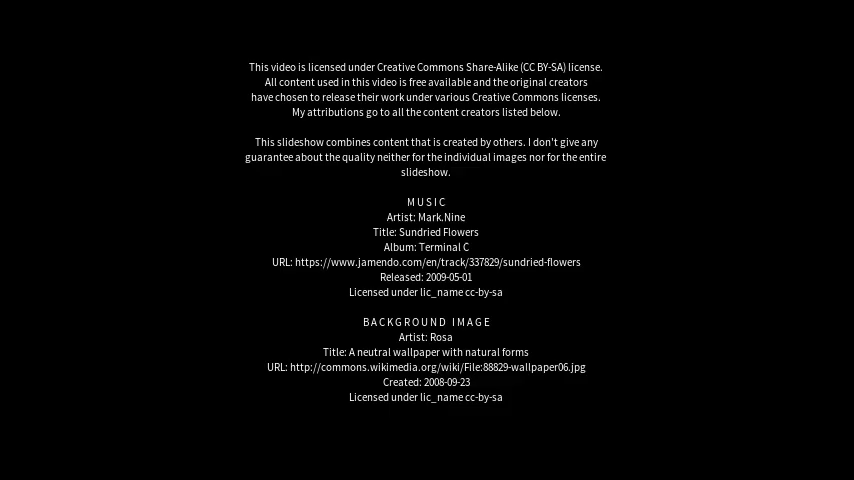 This video is licensed under Creative Commons Share-Alike (CC BY-SA) license.
All content used in this video is free available and the original creators
have chosen to release their work under various Creative Commons licenses.
My attributions go to all the content creators listed below.
This slideshow combines content that is created by others. I don't give any
guarantee about the quality neither for the individual images nor for the entire
slideshow.
MUSIC
Artist: Mark.Nine
Title: Sundried Flowers
Album: Terminal C
URL: https://www.jamendo.com/en/track/337829/sundried-flowers
Released: 2009-05-01
Licensed under lic_name cc-by-sa
BACKGROUND IMAGE
Artist: Rosa
Title: A neutral wallpaper with natural forms
URL: http://commons.wikimedia.org/wiki/File:88829-wallpaper06.jpg
Created: 2008-09-23
Licensed under lic_name cc-by-sa